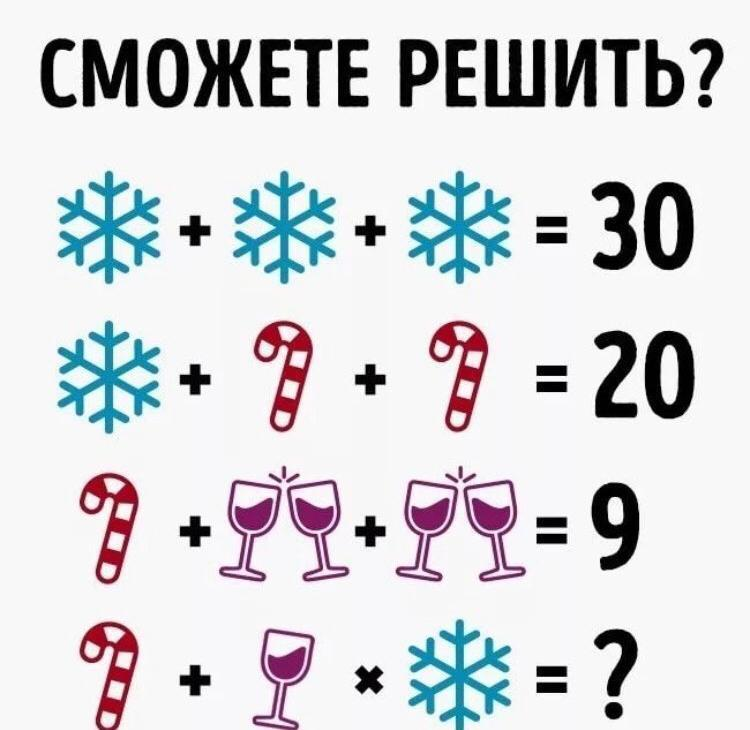 СМОЖЕТЕ РЕШИТЬ?
+ + = 30
+ + = 20
+ + = 9
+ × = ?